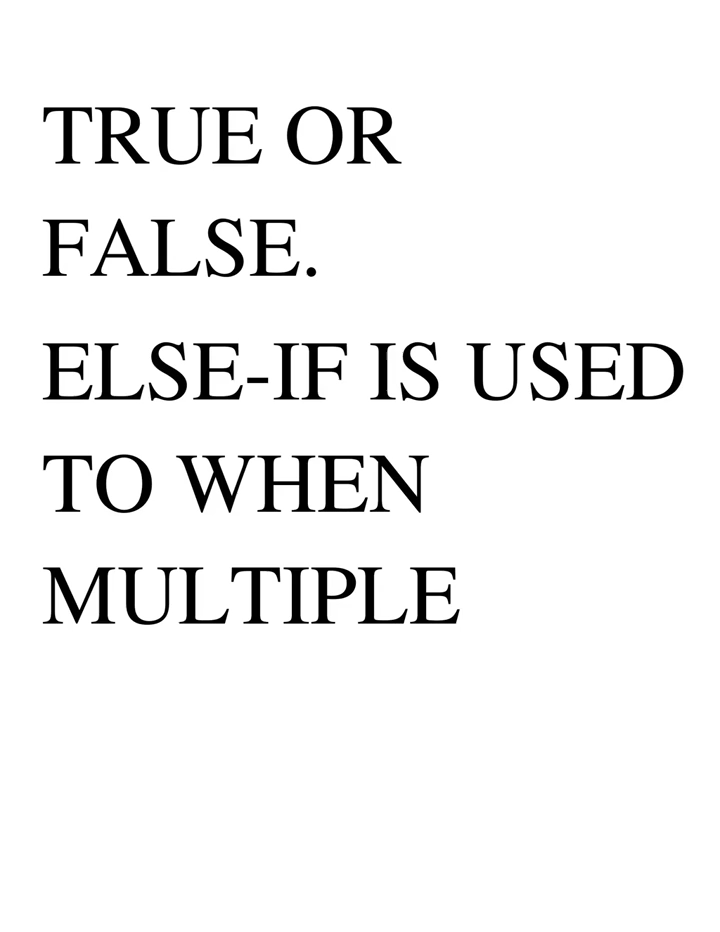 TRUE OR
FALSE.
ELSE-IF IS USED
TO WHEN
MULTIPLE